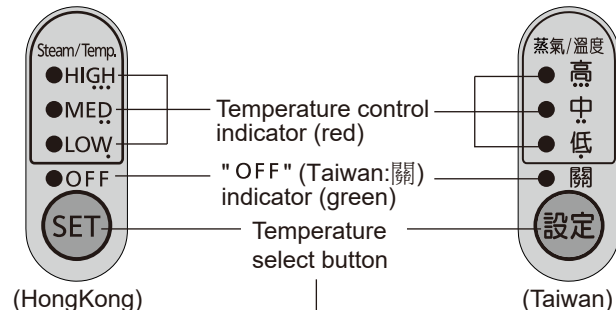 Steam/Temp.
HIGH
MED
LOW
OFF
SET
(HongKong)
Temperature control
indicator (red)
"OFF" (Taiwan:關)
indicator (green)
Temperature
select button
蒸氣/溫度
高
中
低
關
設定
(Taiwan)